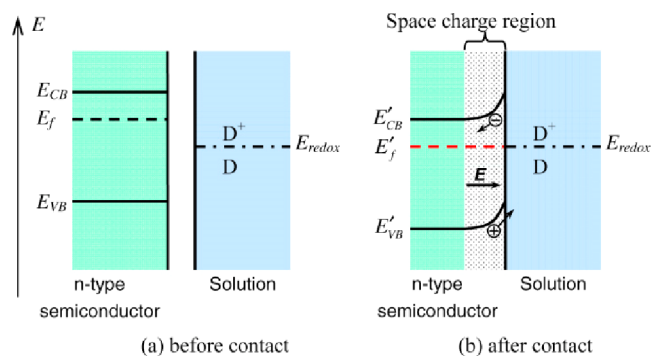 E
Space charge region
E_CB
E_f
E_VB
D⁺
D
E_redox
n-type
semiconductor
Solution
(a) before contact
E′_CB
E′_f
E′_VB
⊖
E
⊕
D⁺
D
E_redox
n-type
semiconductor
Solution
(b) after contact